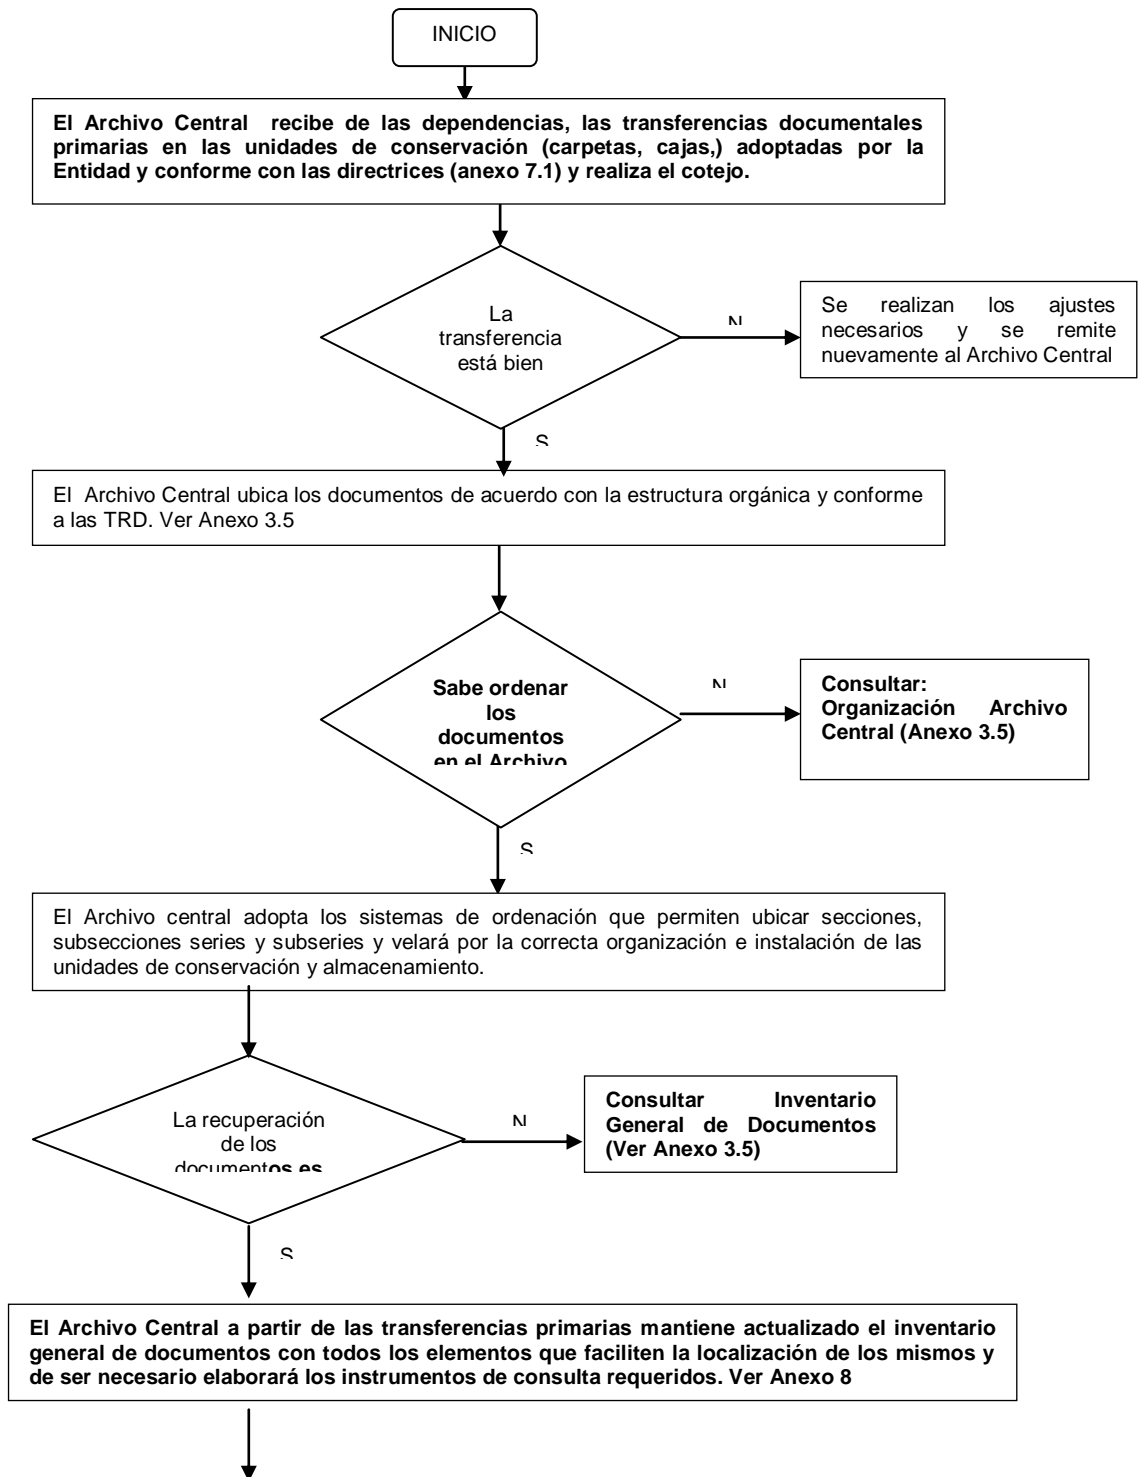 INICIO
El Archivo Central recibe de las dependencias, las transferencias documentales
primarias en las unidades de conservación (carpetas, cajas,) adoptadas por la
Entidad y conforme con las directrices (anexo 7.1) y realiza el cotejo.
La
transferencia
está bien
N
Se realizan los ajustes
necesarios y se remite
nuevamente al Archivo Central
S
El Archivo Central ubica los documentos de acuerdo con la estructura orgánica y conforme
a las TRD. Ver Anexo 3.5
Sabe ordenar
los
documentos
en el Archivo
N
Consultar:
Organización Archivo
Central (Anexo 3.5)
S
El Archivo central adopta los sistemas de ordenación que permiten ubicar secciones,
subsecciones series y subseries y velará por la correcta organización e instalación de las
unidades de conservación y almacenamiento.
La recuperación
de los
documentos es
N
Consultar Inventario
General de Documentos
(Ver Anexo 3.5)
S
El Archivo Central a partir de las transferencias primarias mantiene actualizado el inventario
general de documentos con todos los elementos que faciliten la localización de los mismos y
de ser necesario elaborará los instrumentos de consulta requeridos. Ver Anexo 8